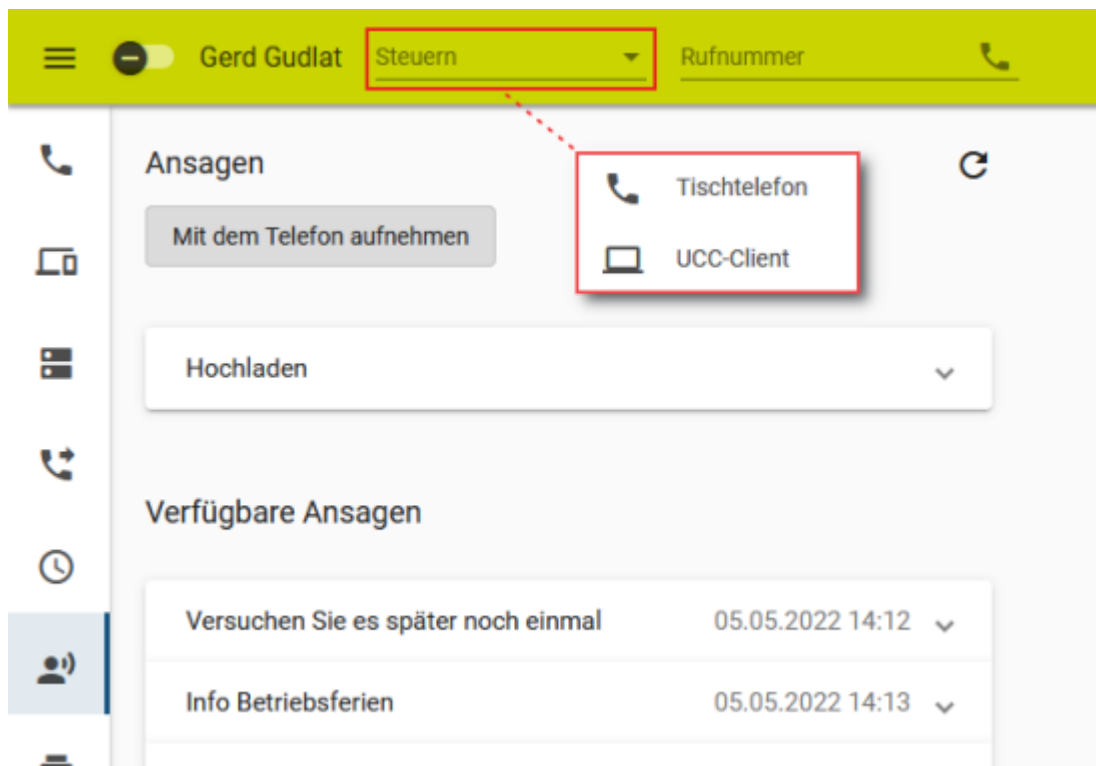 Gerd Gudlat Steuern Rufnummer
Ansagen
Tischtelefon
Mit dem Telefon aufnehmen
UCC-Client
Hochladen
Verfügbare Ansagen
Versuchen Sie es später noch einmal 05.05.2022 14:12
Info Betriebsferien 05.05.2022 14:13